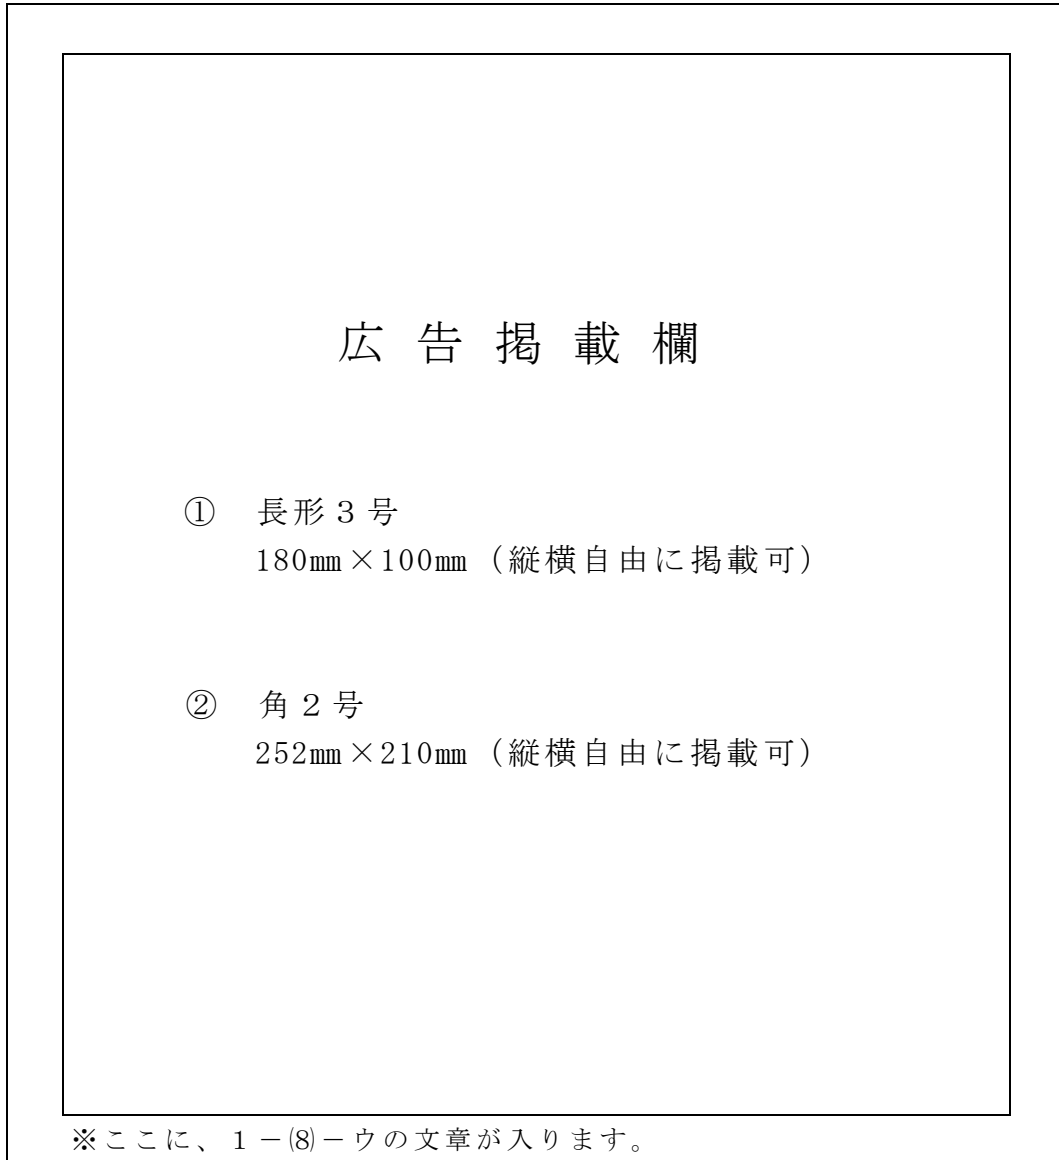 広告掲載欄
①　長形３号
180㎜×100㎜（縦横自由に掲載可）
②　角２号
252㎜×210㎜（縦横自由に掲載可）
※ここに、１－⑻－ウの文章が入ります。